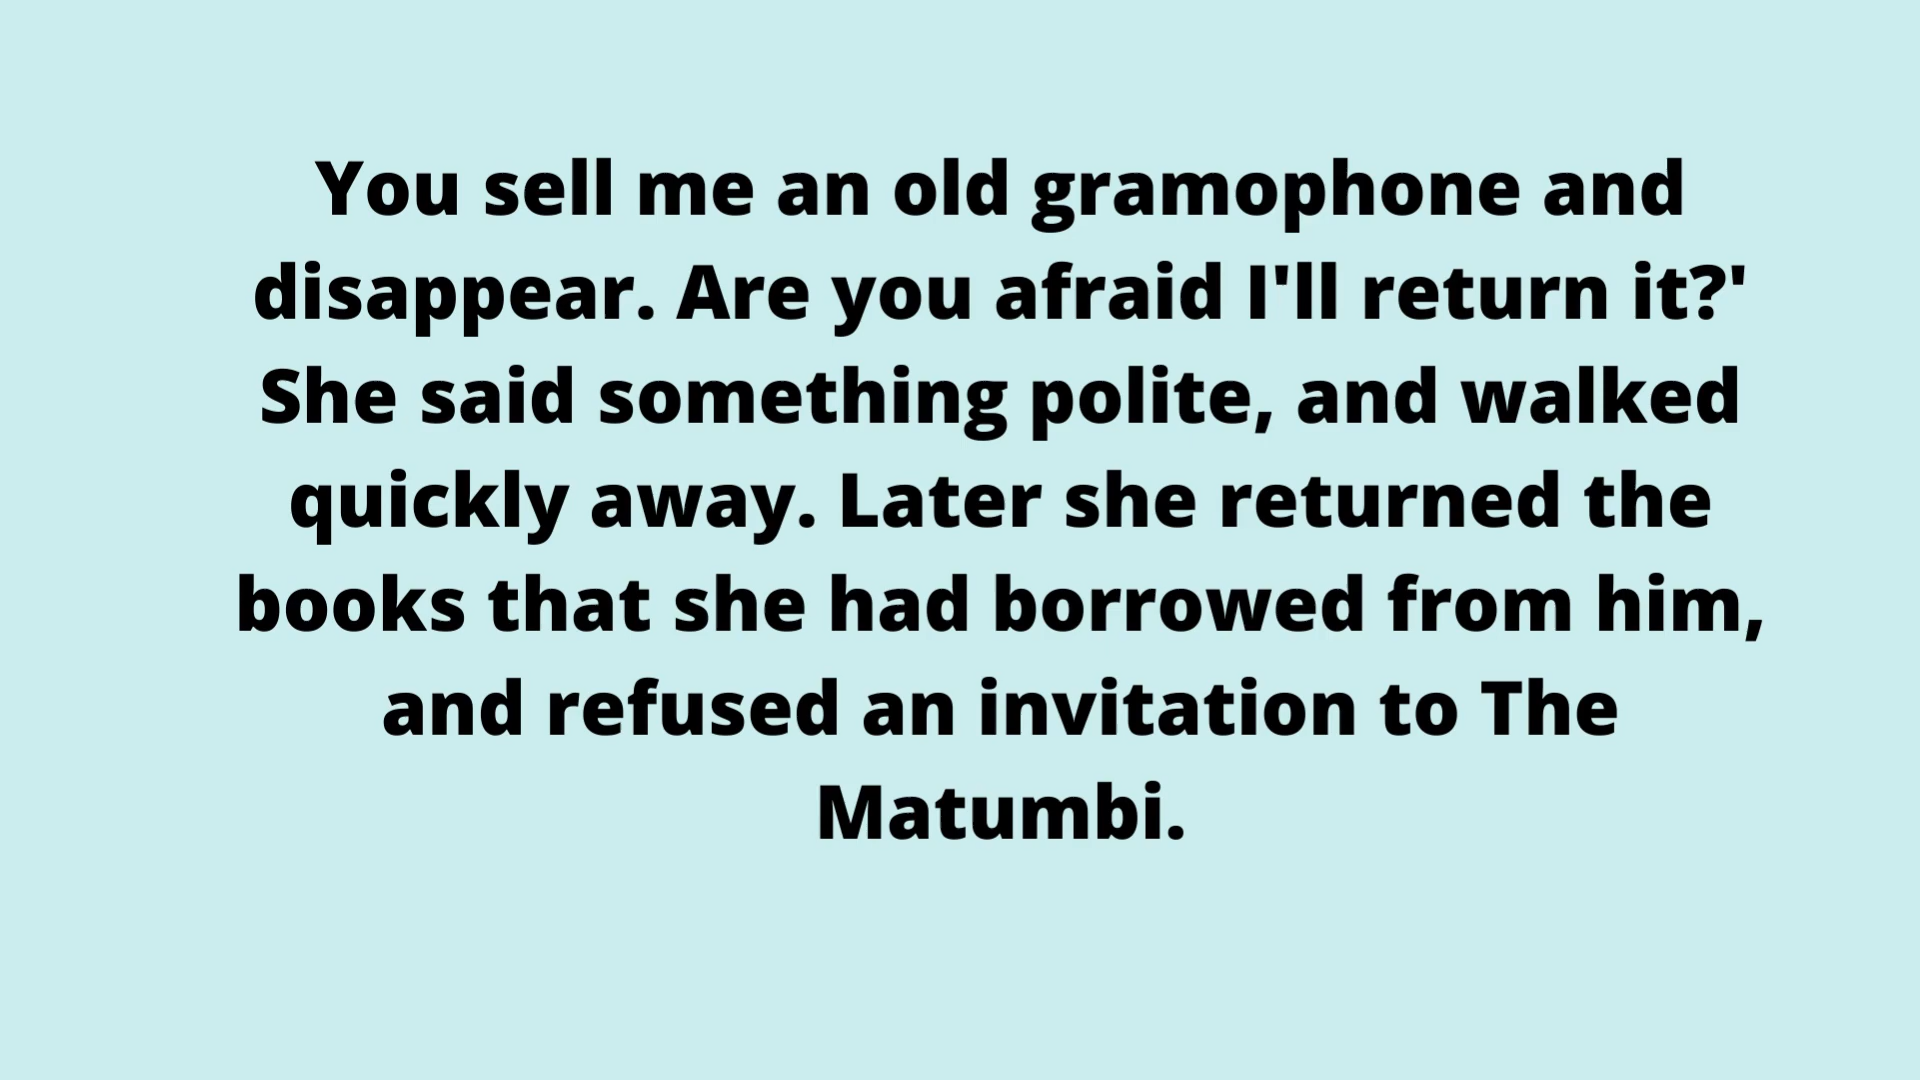 You sell me an old gramophone and
disappear. Are you afraid I'll return it?'
She said something polite, and walked
quickly away. Later she returned the
books that she had borrowed from him,
and refused an invitation to The
Matumbi.